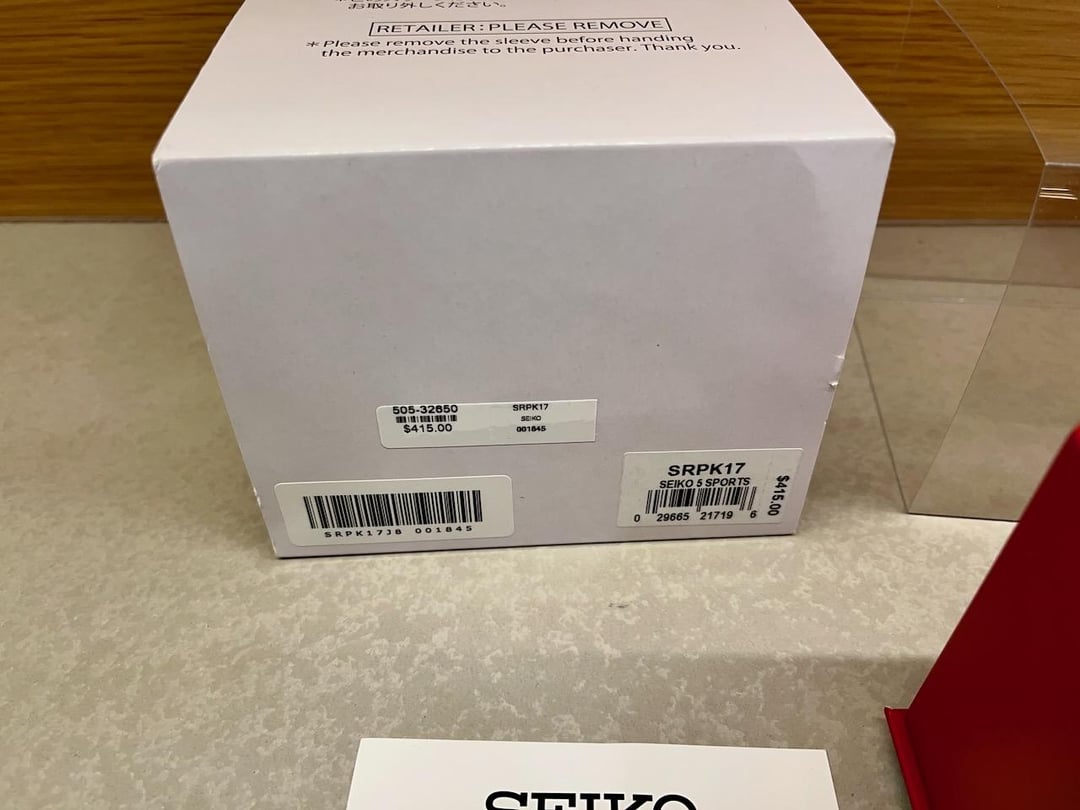 お取り外しください。
RETAILER:PLEASE REMOVE
*Please remove the sleeve before handing
the merchandise to the purchaser. Thank you.
505-32850
$415.00
SRPK17
SEIKO
001845
SRPK17J8 001845
SRPK17
SEIKO 5 SPORTS
0 29665 21719 6
$415.00
SEIKO